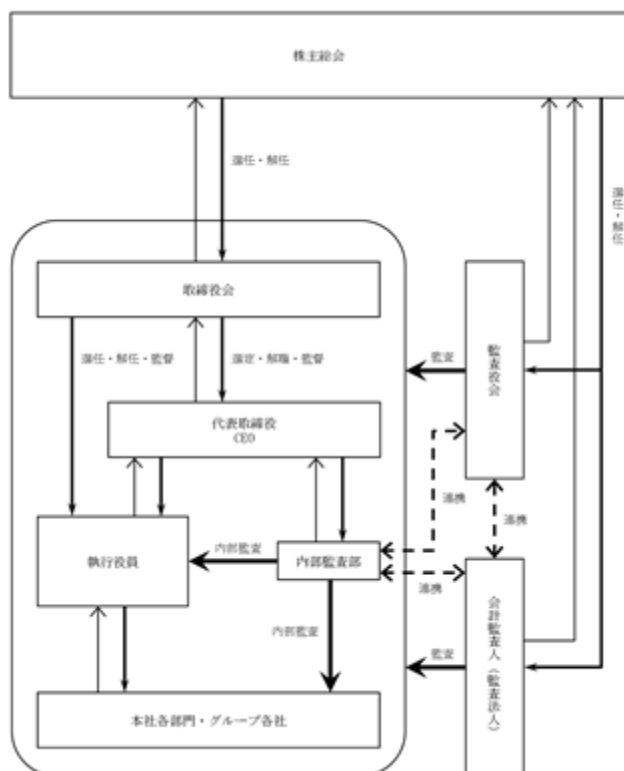 株主総会
選任・解任
選任・解任
取締役会
選任・解任・監督
選定・解職・監督
監査
監査役会
代表取締役
CEO
連携
連携
執行役員
内部監査
内部監査部
連携
内部監査
監査
会計監査人(監査法人)
本社各部門・グループ各社